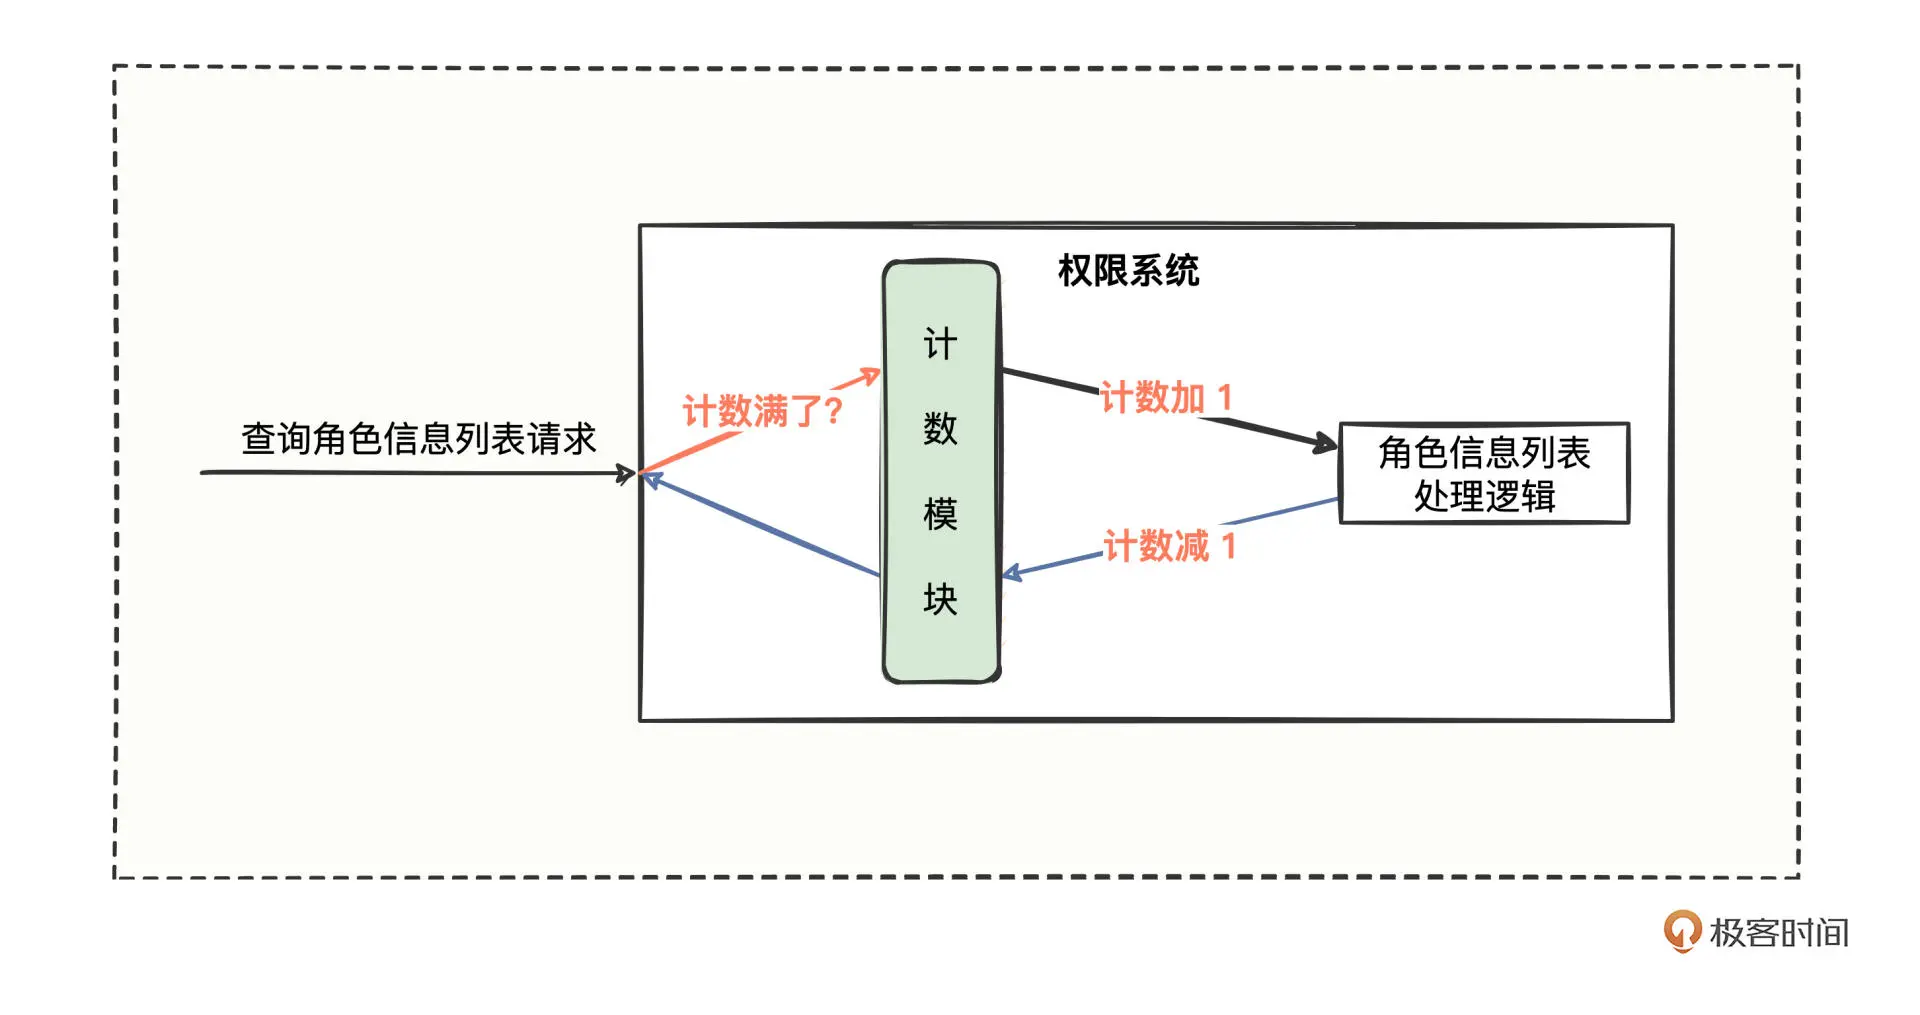 权限系统
计
数
模
块
计数满了?
计数加 1
查询角色信息列表请求
角色信息列表
处理逻辑
计数减 1
极客时间